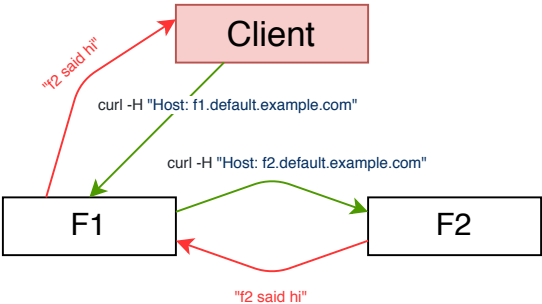 Client
"f2 said hi"
curl -H "Host: f1.default.example.com"
curl -H "Host: f2.default.example.com"
F1
F2
"f2 said hi"